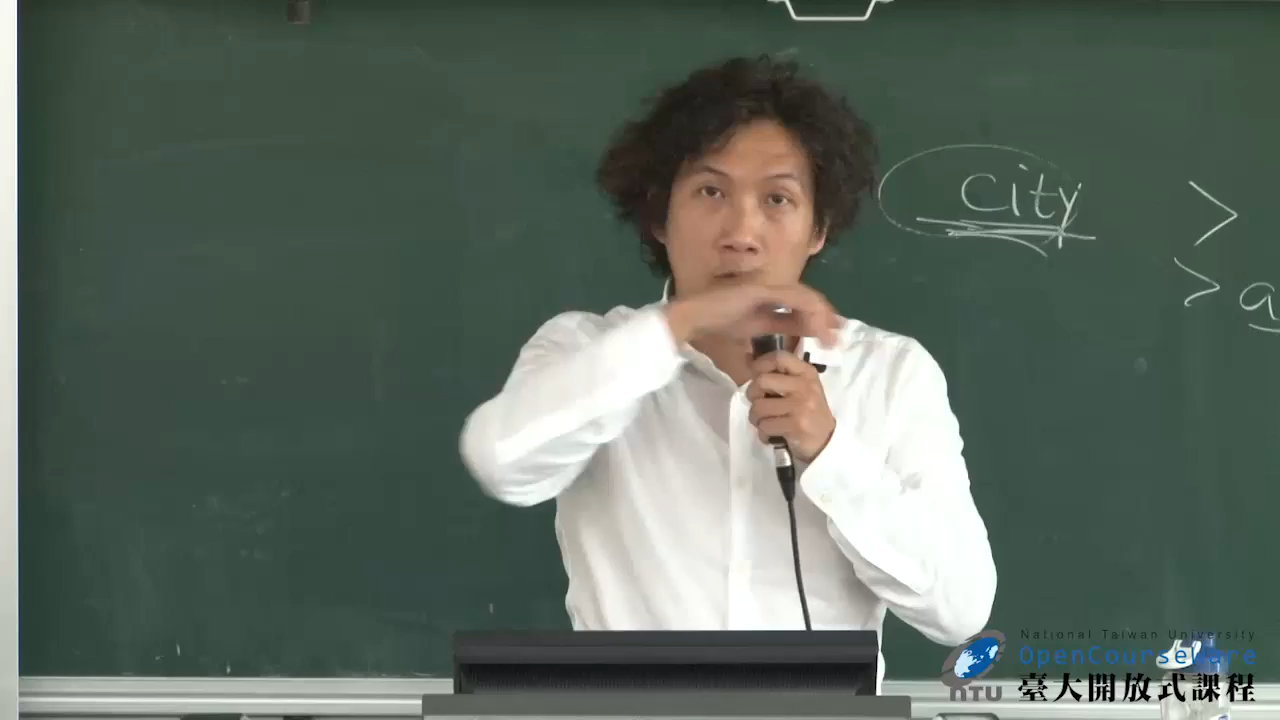 city >
> a
National Taiwan University
OpenCourseWare
NTU 臺大開放式課程